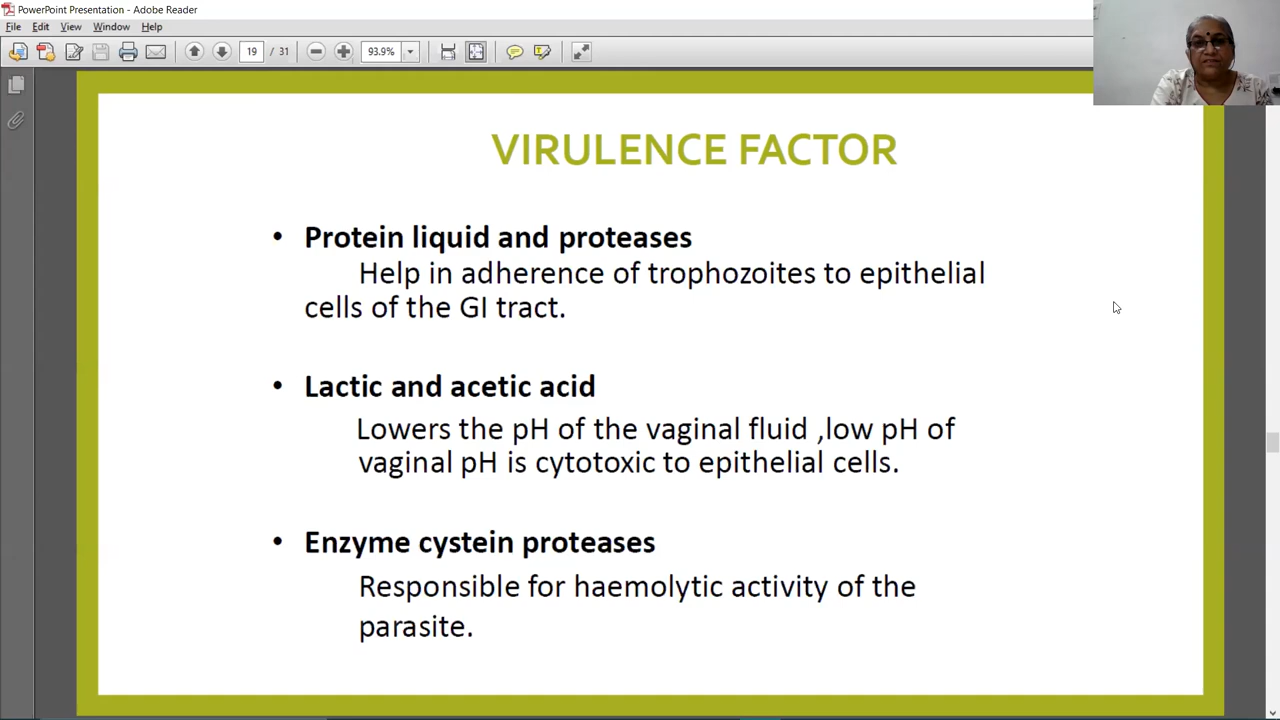 PowerPoint Presentation - Adobe Reader
File Edit View Window Help
19 / 31 93.9%
VIRULENCE FACTOR
• Protein liquid and proteases
Help in adherence of trophozoites to epithelial
cells of the GI tract.
• Lactic and acetic acid
Lowers the pH of the vaginal fluid ,low pH of
vaginal pH is cytotoxic to epithelial cells.
• Enzyme cystein proteases
Responsible for haemolytic activity of the
parasite.